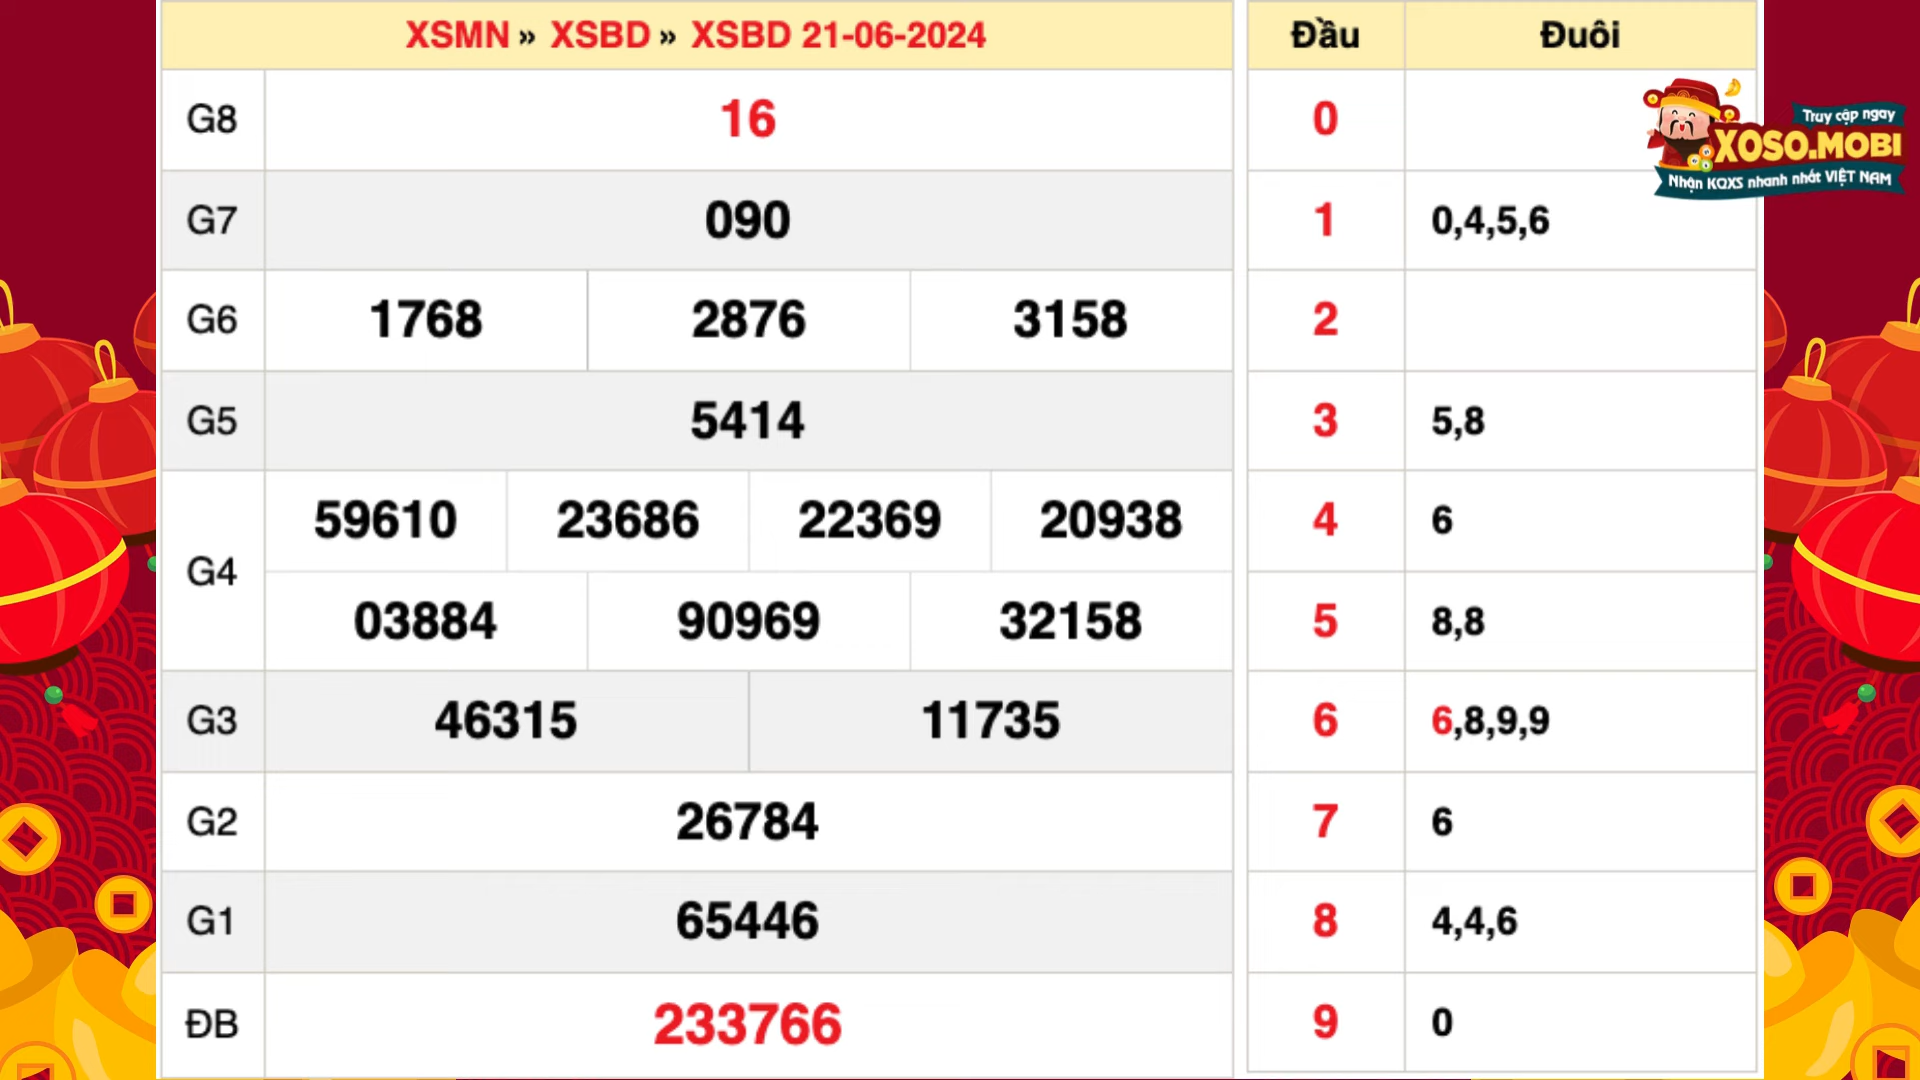 XSMN » XSBD » XSBD 21-06-2024
G8 16
G7 090
G6 1768 2876 3158
G5 5414
G4 59610 23686 22369 20938
03884 90969 32158
G3 46315 11735
G2 26784
G1 65446
ĐB 233766
Đầu Đuôi
0
1 0,4,5,6
2
3 5,8
4 6
5 8,8
6 6,8,9,9
7 6
8 4,4,6
9 0
Truy cập ngay
XOSO.MOBI
Nhận KQXS nhanh nhất VIỆT NAM